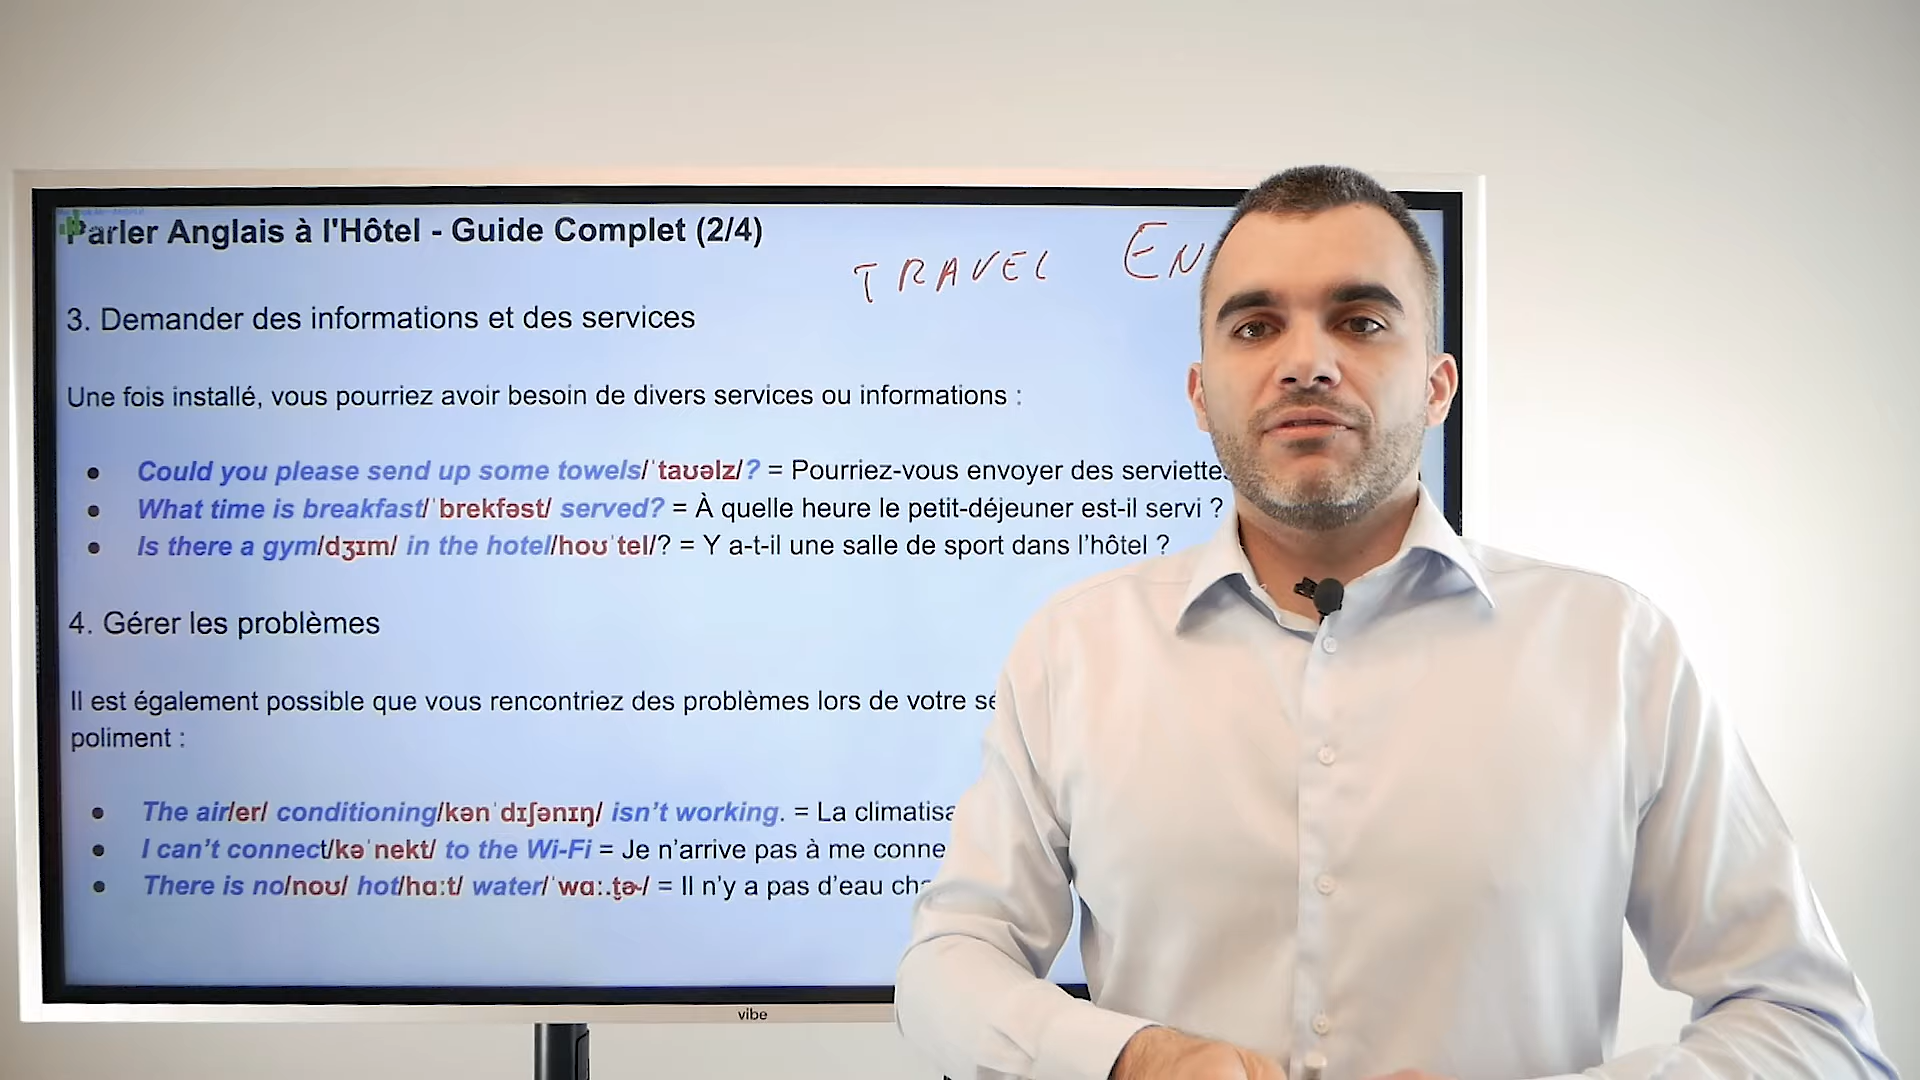 Parler Anglais à l'Hôtel - Guide Complet (2/4)
TRAVEL EN
3. Demander des informations et des services
Une fois installé, vous pourriez avoir besoin de divers services ou informations :
● Could you please send up some towels/ˈtaʊəlz/? = Pourriez-vous envoyer des serviettes
● What time is breakfast/ˈbrekfəst/ served? = À quelle heure le petit-déjeuner est-il servi ?
● Is there a gym/dʒɪm/ in the hotel/hoʊˈtel/? = Y a-t-il une salle de sport dans l’hôtel ?
4. Gérer les problèmes
Il est également possible que vous rencontriez des problèmes lors de votre sé
poliment :
● The air/er/ conditioning/kənˈdɪʃənɪŋ/ isn’t working. = La climatisa
● I can’t connect/kəˈnekt/ to the Wi-Fi = Je n’arrive pas à me conne
● There is no/noʊ/ hot/hɑːt/ water/ˈwɑː.t̬ɚ/ = Il n’y a pas d’eau ch
vibe